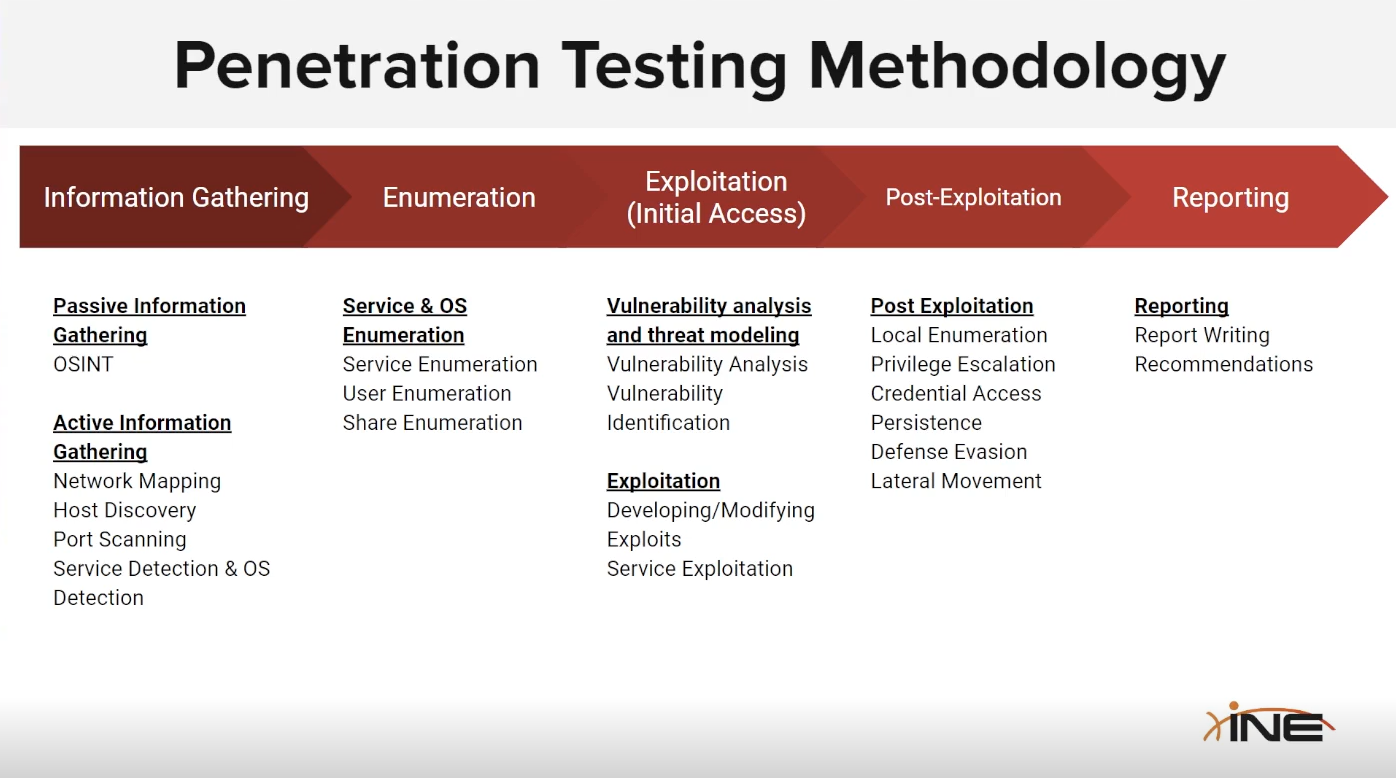 Penetration Testing Methodology
Information Gathering
Enumeration
Exploitation
(Initial Access)
Post-Exploitation
Reporting
Passive Information
Gathering
OSINT
Active Information
Gathering
Network Mapping
Host Discovery
Port Scanning
Service Detection & OS
Detection
Service & OS
Enumeration
Service Enumeration
User Enumeration
Share Enumeration
Vulnerability analysis
and threat modeling
Vulnerability Analysis
Vulnerability
Identification
Exploitation
Developing/Modifying
Exploits
Service Exploitation
Post Exploitation
Local Enumeration
Privilege Escalation
Credential Access
Persistence
Defense Evasion
Lateral Movement
Reporting
Report Writing
Recommendations
iNE